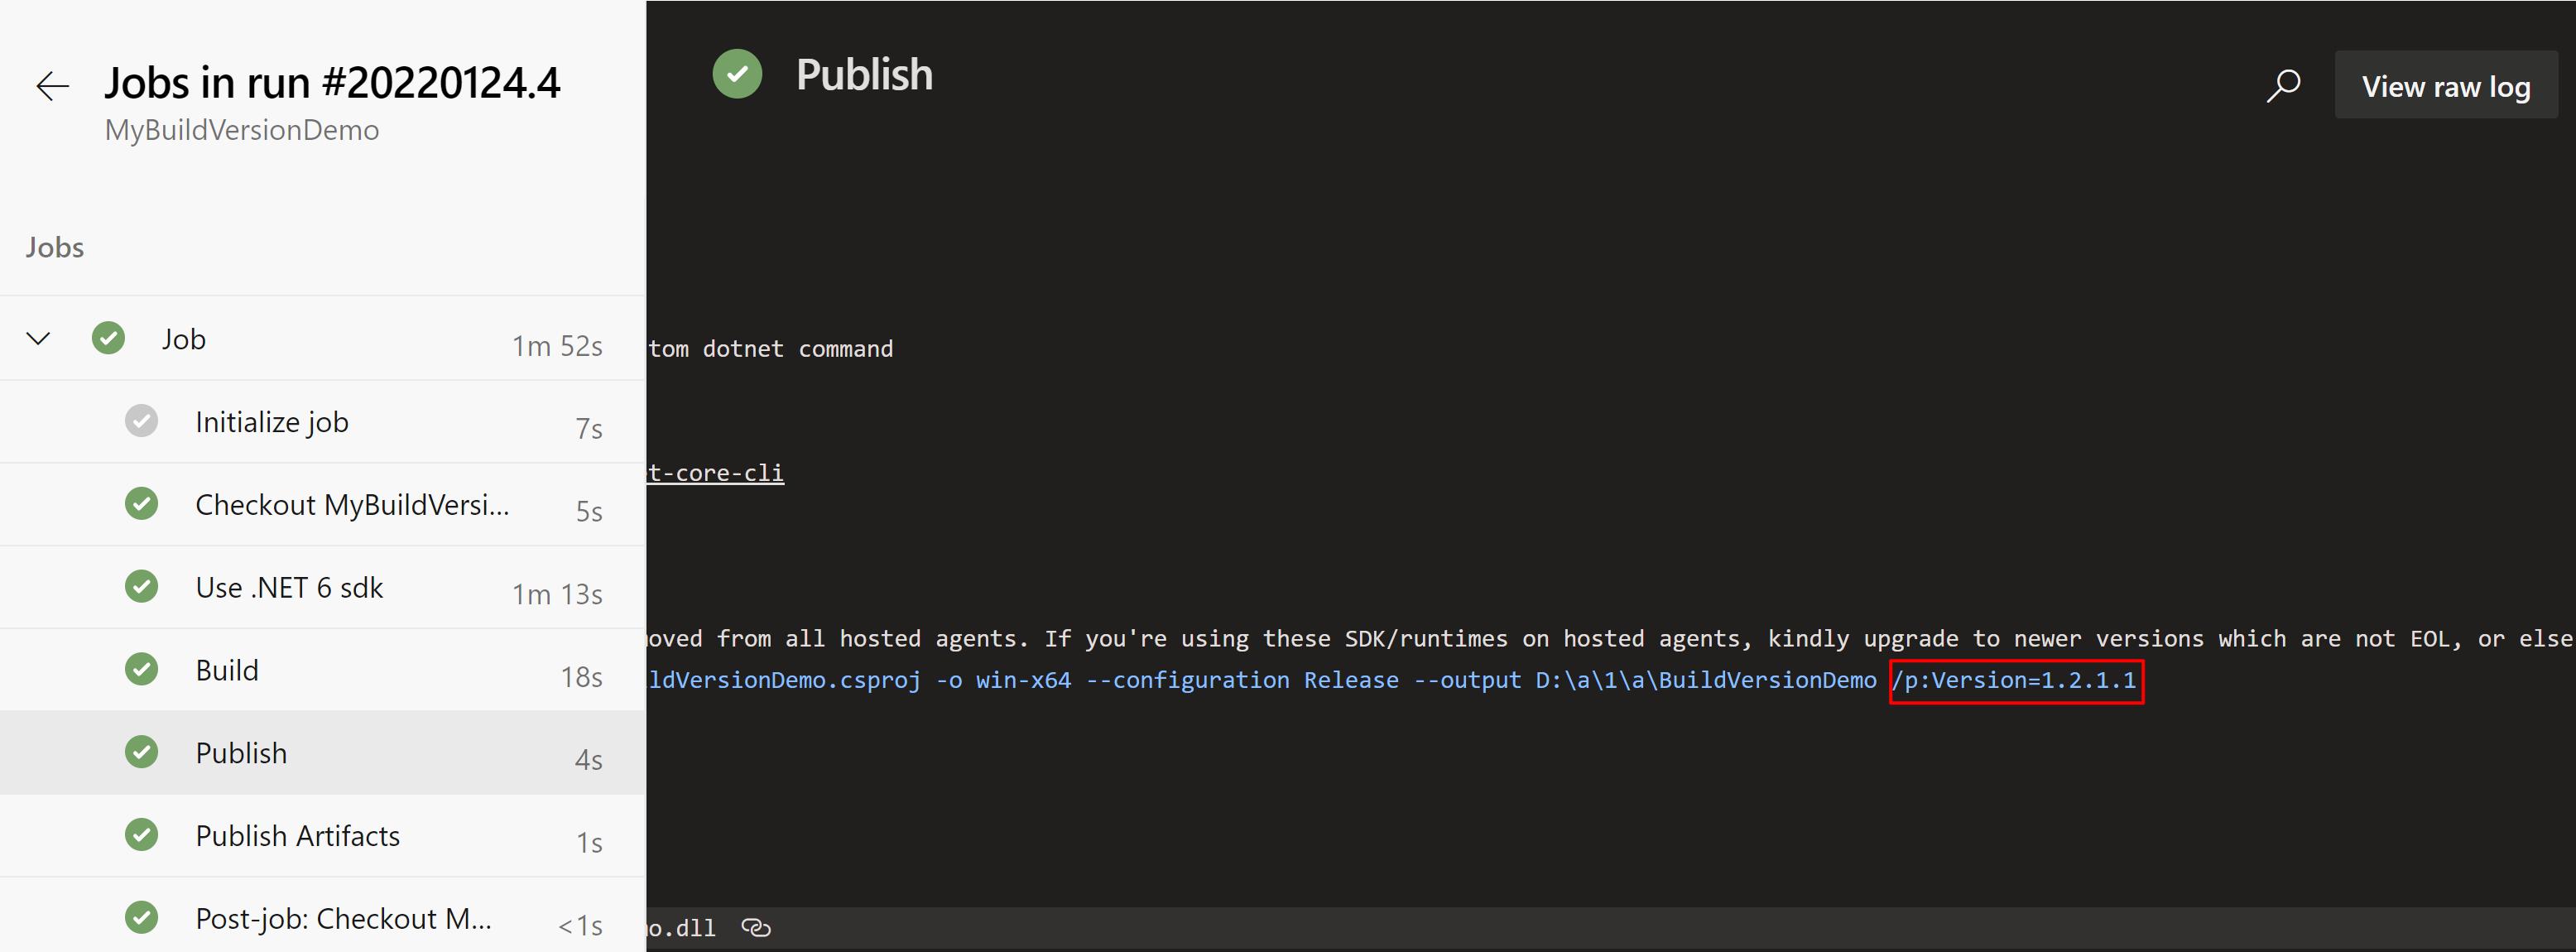 Jobs in run #20220124.4
MyBuildVersionDemo
Jobs
Job 1m 52s
Initialize job 7s
Checkout MyBuildVersi... 5s
Use .NET 6 sdk 1m 13s
Build 18s
Publish 4s
Publish Artifacts 1s
Post-job: Checkout M... <1s
Publish
View raw log
tom dotnet command
t-core-cli
oved from all hosted agents. If you're using these SDK/runtimes on hosted agents, kindly upgrade to newer versions which are not EOL, or else
ldVersionDemo.csproj -o win-x64 --configuration Release --output D:\a\1\a\BuildVersionDemo /p:Version=1.2.1.1
o.dll